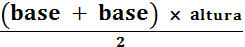 (base + base) × altura
2